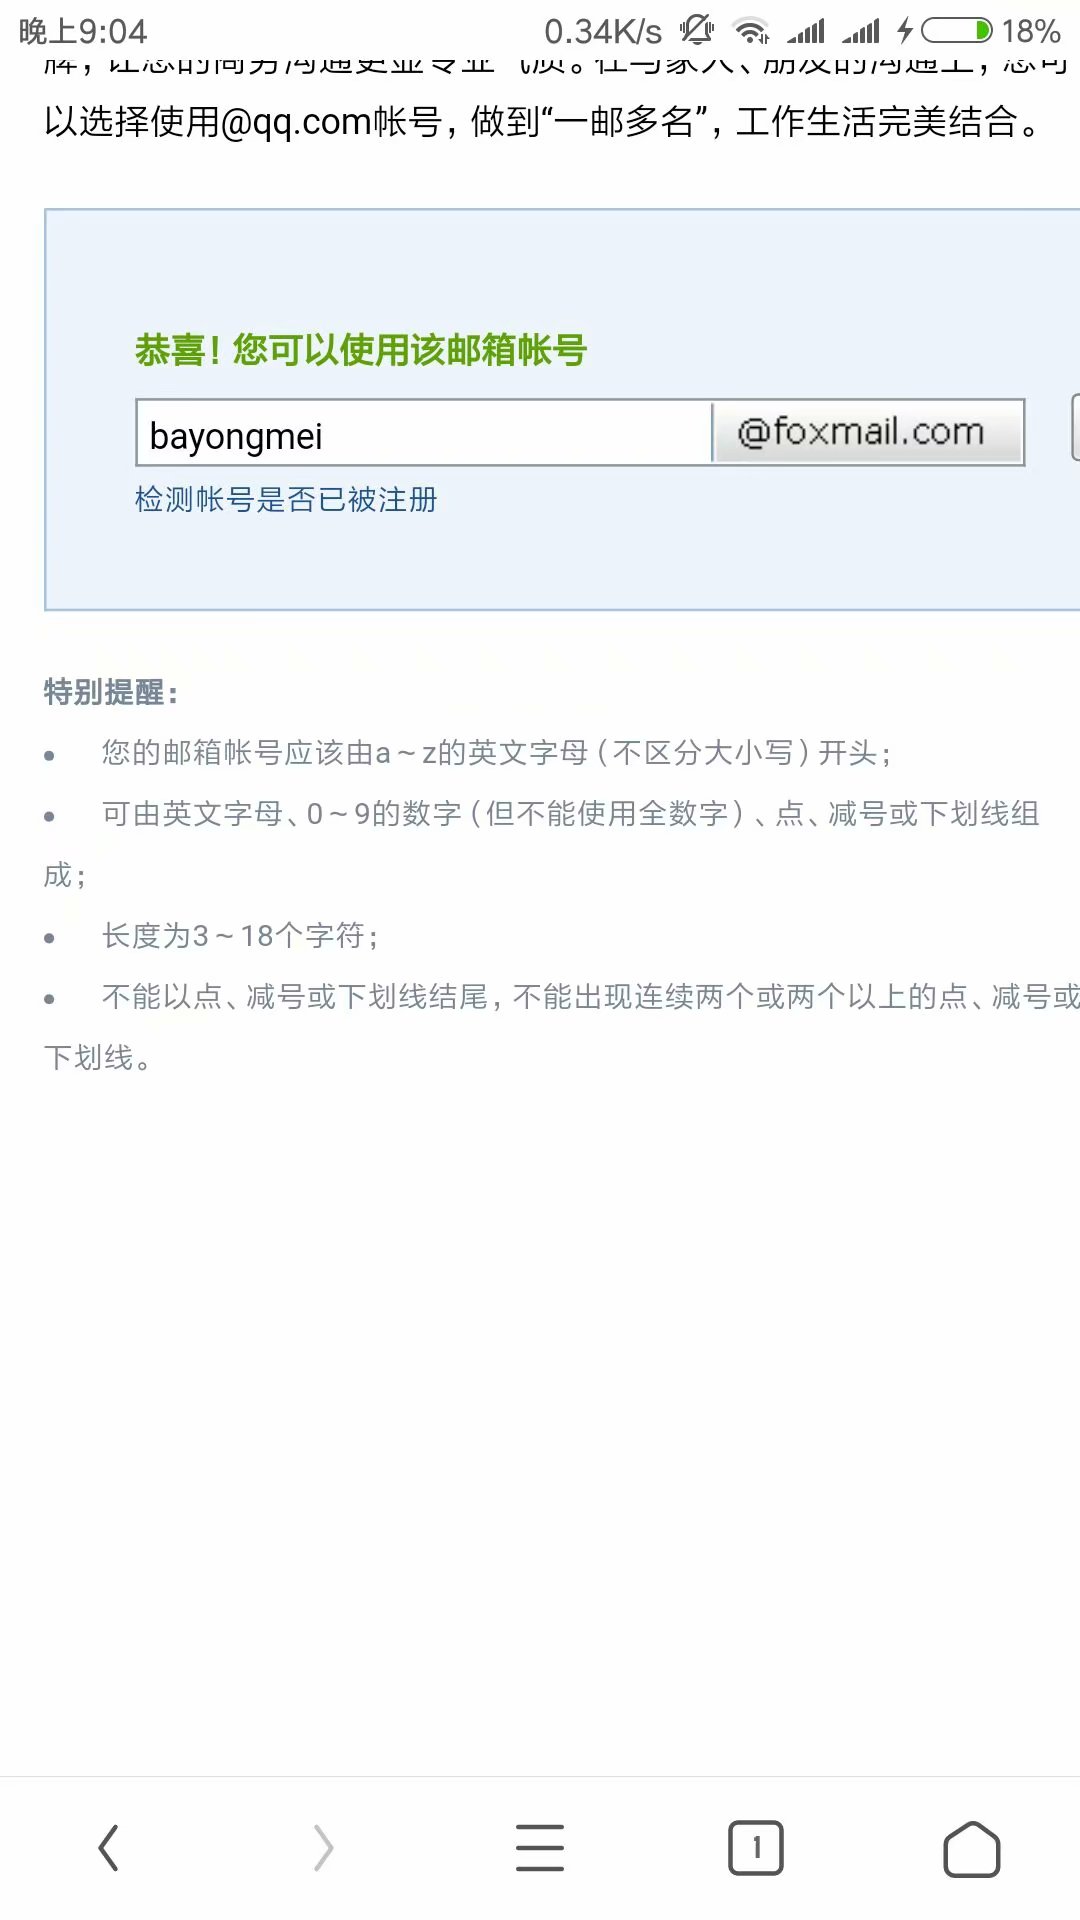 晚上9:04 0.34K/s 18%
以选择使用@qq.com帐号，做到“一邮多名”，工作生活完美结合。
恭喜！您可以使用该邮箱帐号
bayongmei @foxmail.com
检测帐号是否已被注册
特别提醒：
• 您的邮箱帐号应该由a～z的英文字母（不区分大小写）开头；
• 可由英文字母、0～9的数字（但不能使用全数字）、点、减号或下划线组
成；
• 长度为3～18个字符；
• 不能以点、减号或下划线结尾，不能出现连续两个或两个以上的点、减号或
下划线。
1